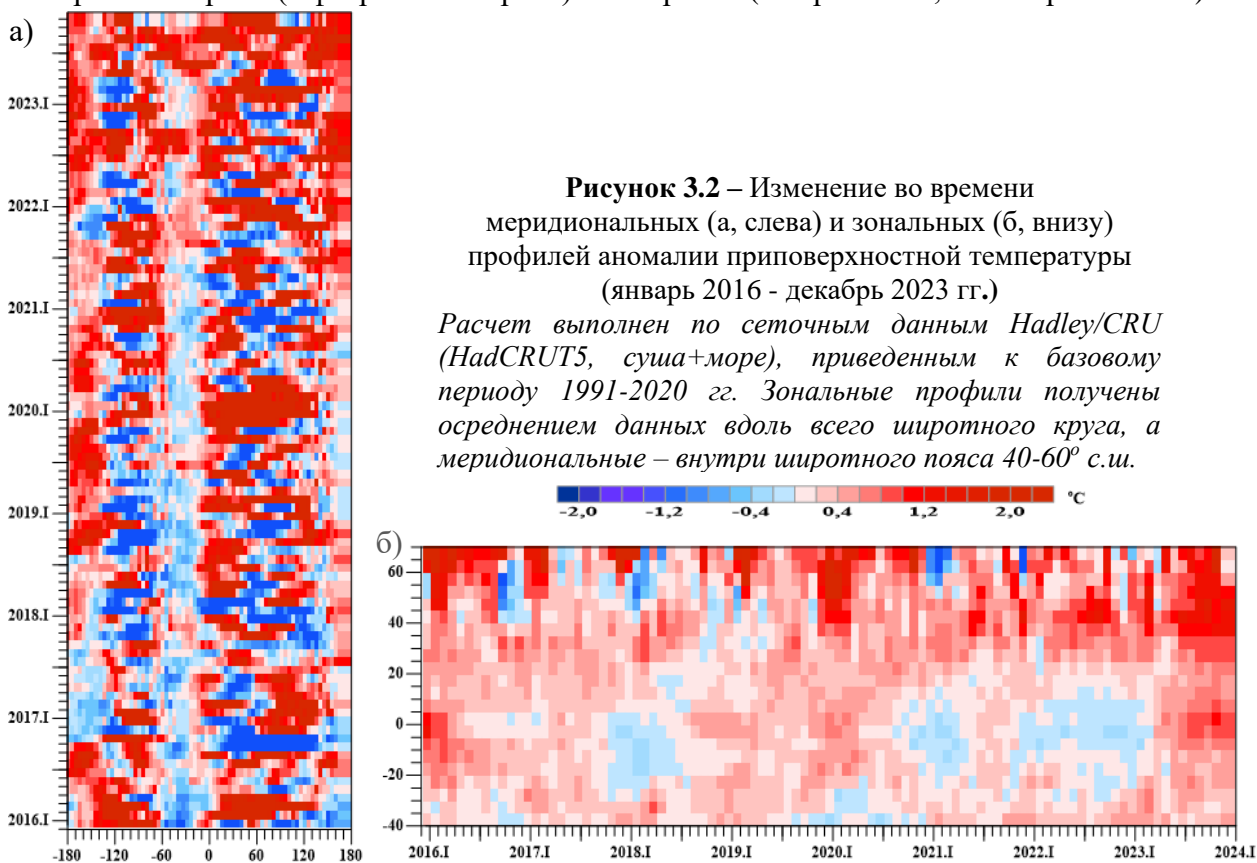 а)
2023.I
2022.I
2021.I
2020.I
2019.I
2018.I
2017.I
2016.I
-180 -120 -60 0 60 120 180
Рисунок 3.2 – Изменение во времени
меридиональных (а, слева) и зональных (б, внизу)
профилей аномалии приповерхностной температуры
(январь 2016 - декабрь 2023 гг.)
Расчет выполнен по сеточным данным Hadley/CRU
(HadCRUT5, суша+море), приведенным к базовому
периоду 1991-2020 гг. Зональные профили получены
осреднением данных вдоль всего широтного круга, а
меридиональные – внутри широтного пояса 40-60º с.ш.
-2,0 -1,2 -0,4 0,4 1,2 2,0 ºC
б)
60
40
20
0
-20
-40
2016.I 2017.I 2018.I 2019.I 2020.I 2021.I 2022.I 2023.I 2024.I